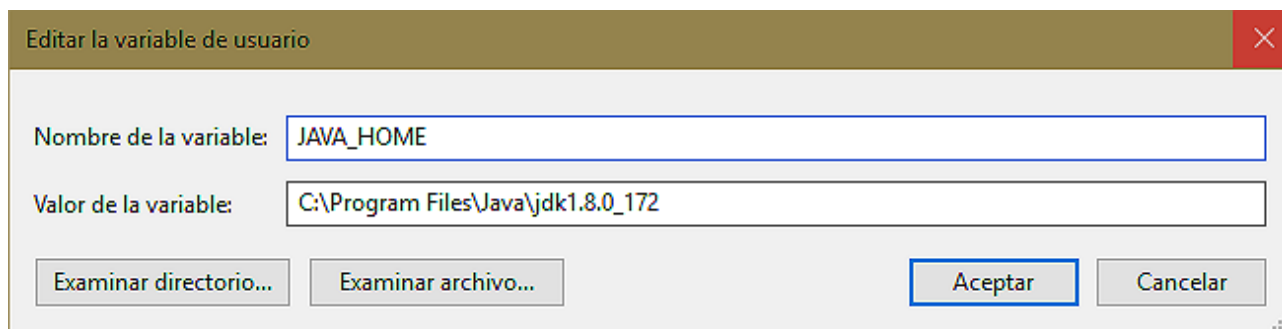 Editar la variable de usuario
Nombre de la variable: JAVA_HOME
Valor de la variable: C:\Program Files\Java\jdk1.8.0_172
Examinar directorio... Examinar archivo... Aceptar Cancelar